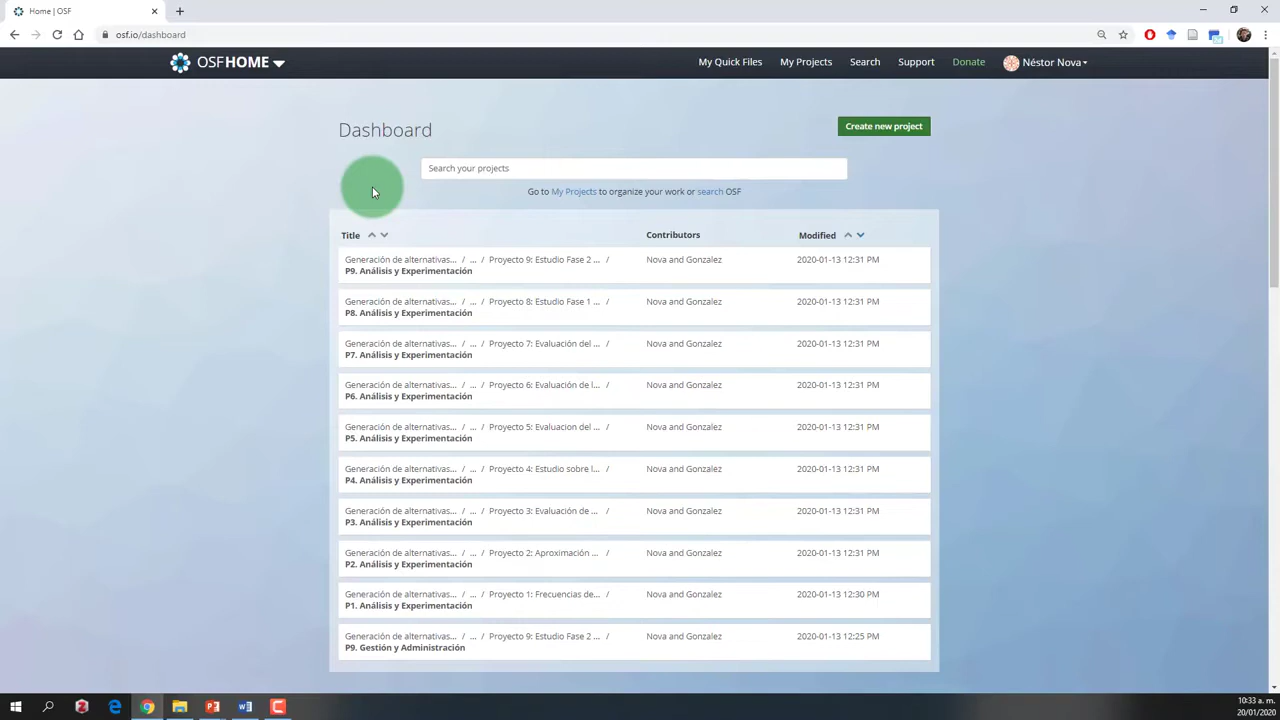 Home | OSF
osf.io/dashboard
OSFHOME
My Quick Files
My Projects
Search
Support
Donate
Néstor Nova
Dashboard
Create new project
Search your projects
Go to My Projects to organize your work or search OSF
Title
Contributors
Modified
Generación de alternativas... / ... / Proyecto 9: Estudio Fase 2 ... /
P9. Análisis y Experimentación
Nova and Gonzalez
2020-01-13 12:31 PM
Generación de alternativas... / ... / Proyecto 8: Estudio Fase 1 ... /
P8. Análisis y Experimentación
Nova and Gonzalez
2020-01-13 12:31 PM
Generación de alternativas... / ... / Proyecto 7: Evaluación del ... /
P7. Análisis y Experimentación
Nova and Gonzalez
2020-01-13 12:31 PM
Generación de alternativas... / ... / Proyecto 6: Evaluación de l... /
P6. Análisis y Experimentación
Nova and Gonzalez
2020-01-13 12:31 PM
Generación de alternativas... / ... / Proyecto 5: Evaluacion del ... /
P5. Análisis y Experimentación
Nova and Gonzalez
2020-01-13 12:31 PM
Generación de alternativas... / ... / Proyecto 4: Estudio sobre l... /
P4. Análisis y Experimentación
Nova and Gonzalez
2020-01-13 12:31 PM
Generación de alternativas... / ... / Proyecto 3: Evaluación de ... /
P3. Análisis y Experimentación
Nova and Gonzalez
2020-01-13 12:31 PM
Generación de alternativas... / ... / Proyecto 2: Aproximación ... /
P2. Análisis y Experimentación
Nova and Gonzalez
2020-01-13 12:31 PM
Generación de alternativas... / ... / Proyecto 1: Frecuencias de... /
P1. Análisis y Experimentación
Nova and Gonzalez
2020-01-13 12:30 PM
Generación de alternativas... / ... / Proyecto 9: Estudio Fase 2 ... /
P9. Gestión y Administración
Nova and Gonzalez
2020-01-13 12:25 PM
10:33 a. m.
20/01/2020